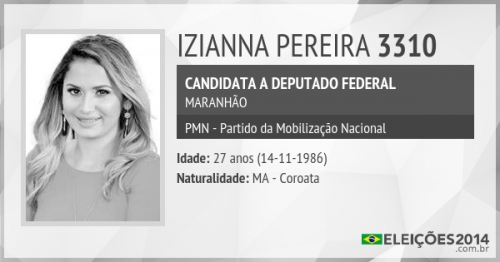 IZIANNA PEREIRA 3310
CANDIDATA A DEPUTADO FEDERAL
MARANHÃO
PMN - Partido da Mobilização Nacional
Idade: 27 anos (14-11-1986)
Naturalidade: MA - Coroata
ELEIÇÕES2014
.com.br